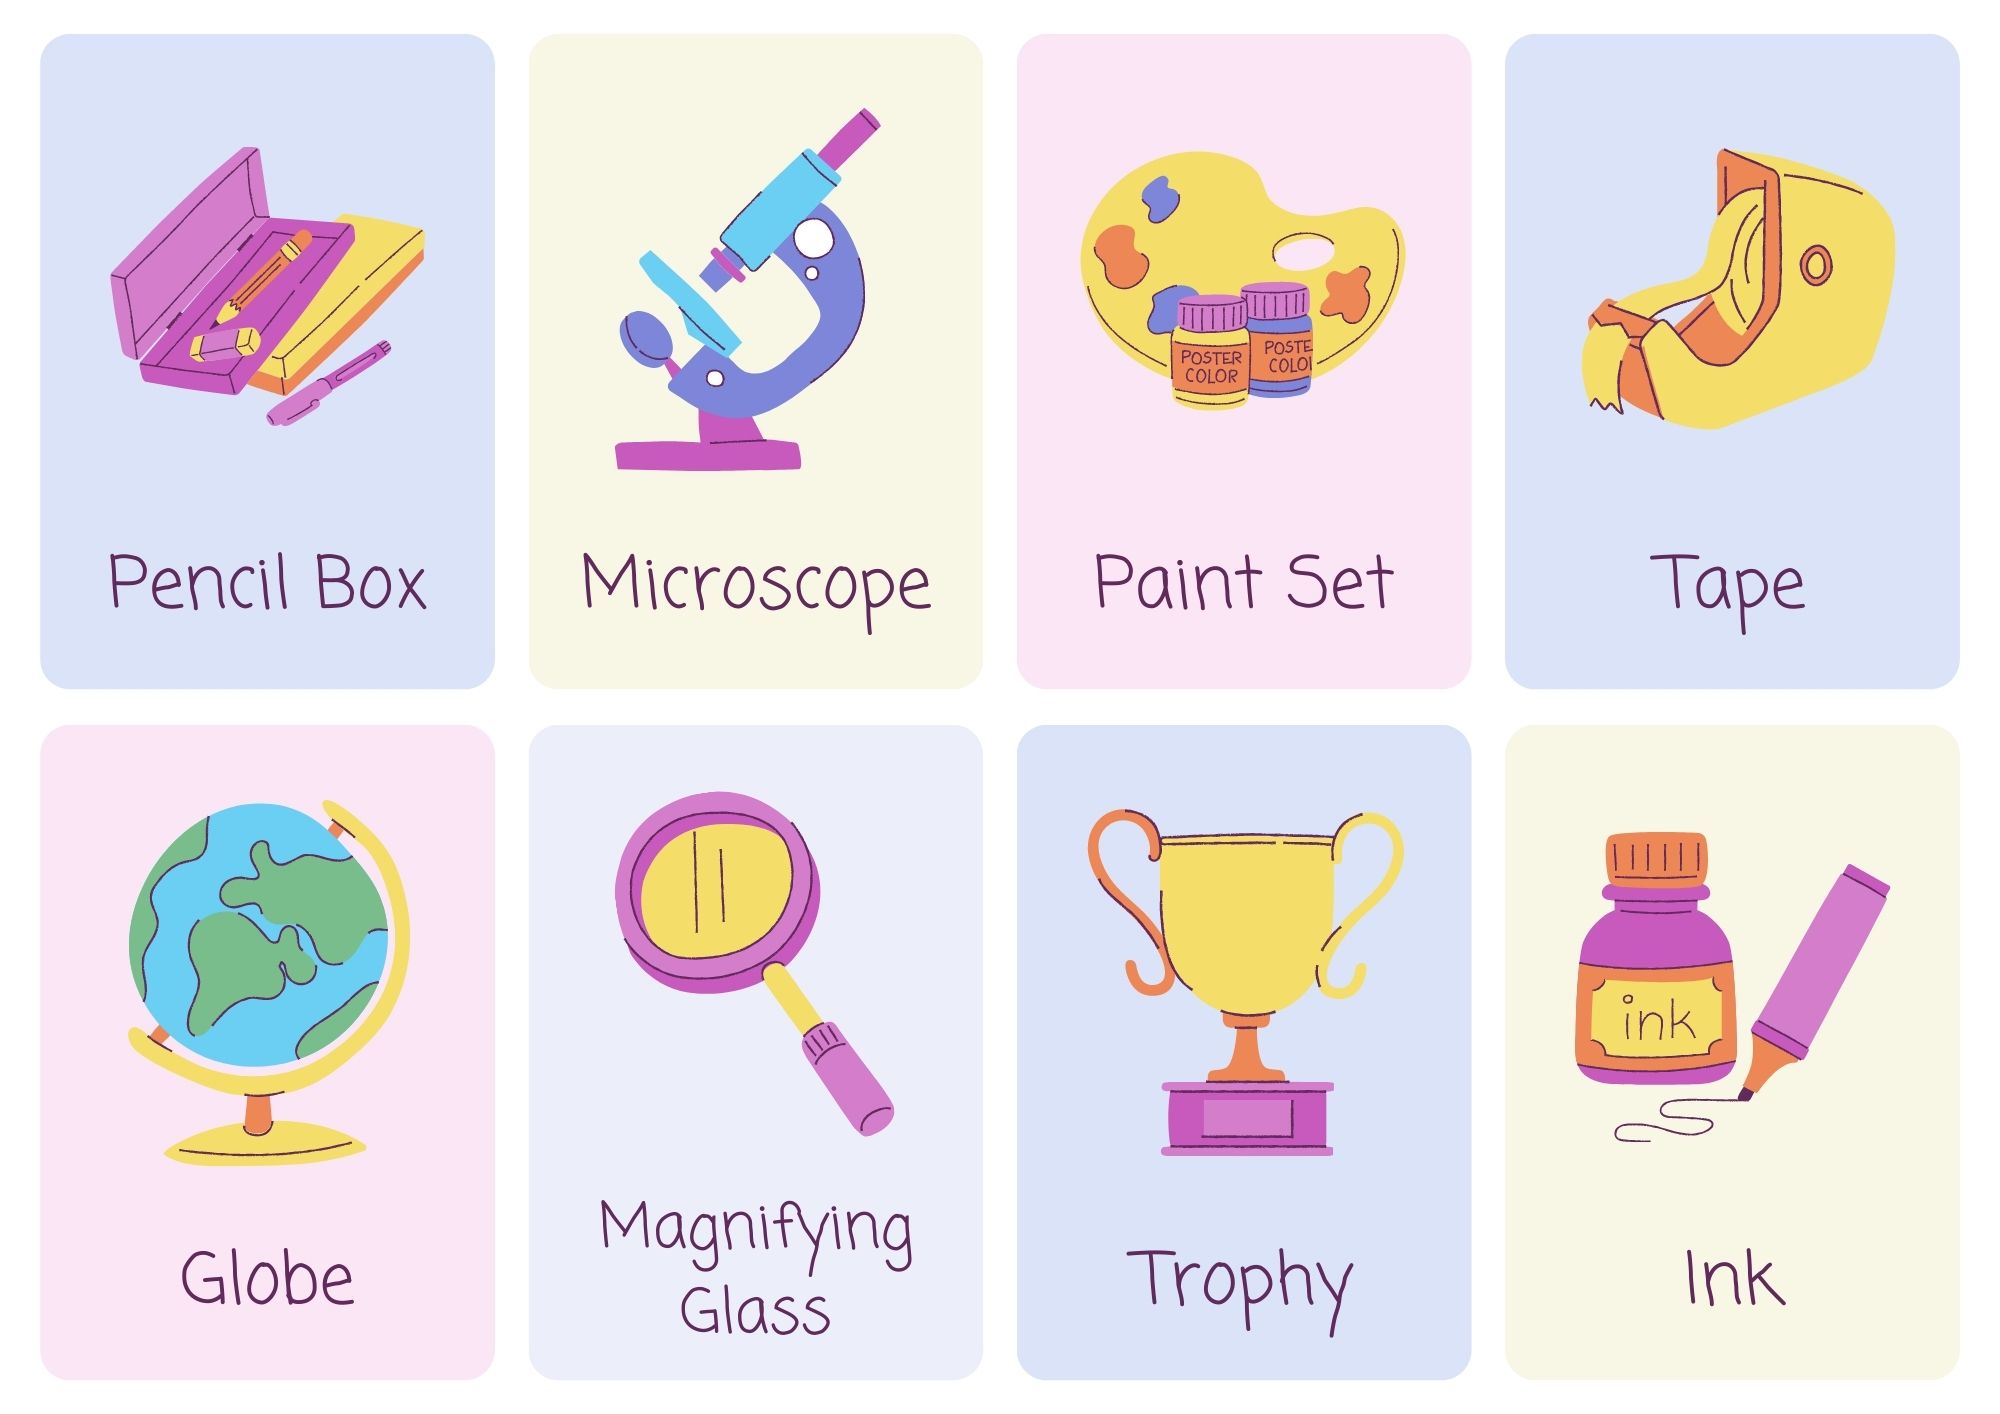 POSTER
COLOR
POSTE
COLO
Pencil Box
Microscope
Paint Set
Tape
ink
Globe
Magnifying
Glass
Trophy
Ink